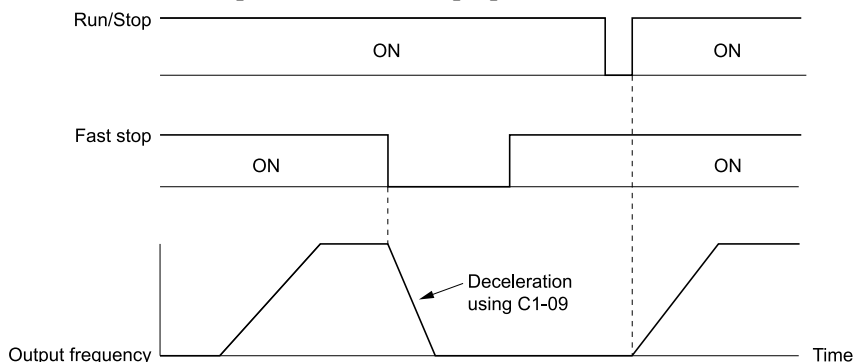 Run/Stop
ON
ON
Fast stop
ON
ON
Deceleration
using C1-09
Output frequency
Time